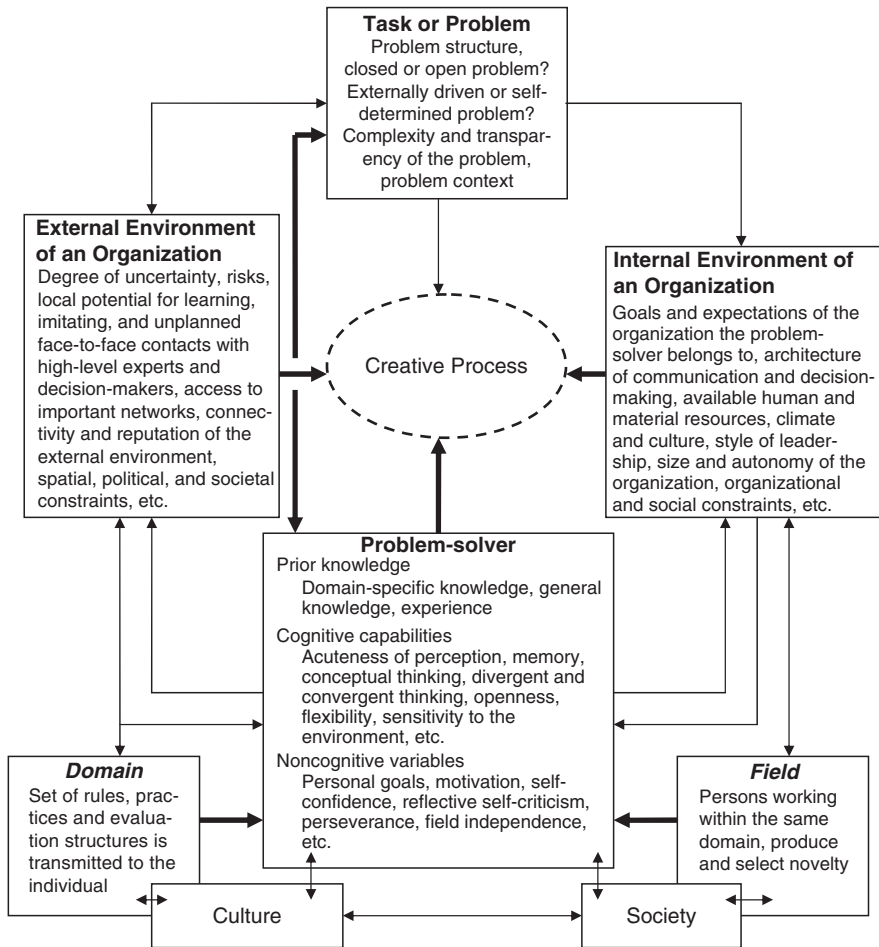 Task or Problem
Problem structure,
closed or open problem?
Externally driven or self-
determined problem?
Complexity and transpar-
ency of the problem,
problem context
External Environment
of an Organization
Degree of uncertainty, risks,
local potential for learning,
imitating, and unplanned
face-to-face contacts with
high-level experts and
decision-makers, access to
important networks, connec-
tivity and reputation of the
external environment,
spatial, political, and societal
constraints, etc.
Creative Process
Internal Environment of
an Organization
Goals and expectations of the
organization the problem-
solver belongs to, architecture
of communication and decision-
making, available human and
material resources, climate
and culture, style of leader-
ship, size and autonomy of the
organization, organizational
and social constraints, etc.
Problem-solver
Prior knowledge
Domain-specific knowledge, general
knowledge, experience
Cognitive capabilities
Acuteness of perception, memory,
conceptual thinking, divergent and
convergent thinking, openness,
flexibility, sensitivity to the
environment, etc.
Noncognitive variables
Personal goals, motivation, self-
confidence, reflective self-criticism,
perseverance, field independence,
etc.
Domain
Set of rules, prac-
tices and evalua-
tion structures is
transmitted to the
individual
Field
Persons working
within the same
domain, produce
and select novelty
Culture
Society